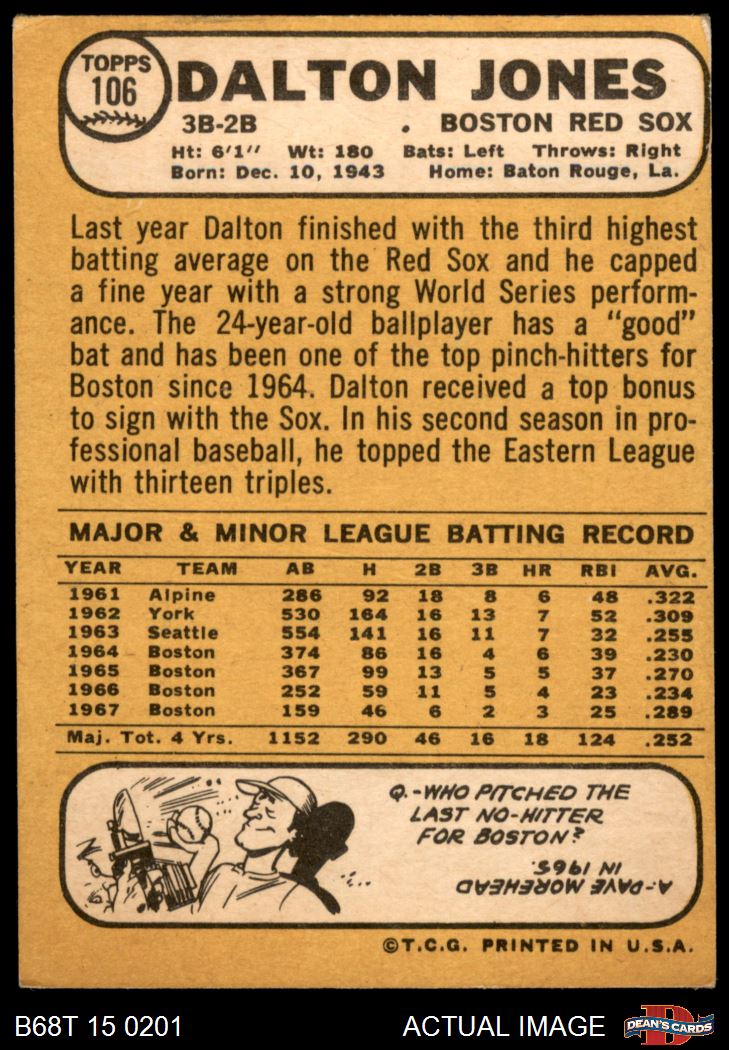 TOPPS
106
DALTON JONES
3B-2B . BOSTON RED SOX
Ht: 6'1" Wt: 180 Bats: Left Throws: Right
Born: Dec. 10, 1943 Home: Baton Rouge, La.
Last year Dalton finished with the third highest
batting average on the Red Sox and he capped
a fine year with a strong World Series perform-
ance. The 24-year-old ballplayer has a "good"
bat and has been one of the top pinch-hitters for
Boston since 1964. Dalton received a top bonus
to sign with the Sox. In his second season in pro-
fessional baseball, he topped the Eastern League
with thirteen triples.
MAJOR & MINOR LEAGUE BATTING RECORD
YEAR TEAM AB H 2B 3B HR RBI AVG.
1961 Alpine 286 92 18 8 6 48 .322
1962 York 530 164 16 13 7 52 .309
1963 Seattle 554 141 16 11 7 32 .255
1964 Boston 374 86 16 4 6 39 .230
1965 Boston 367 99 13 5 5 37 .270
1966 Boston 252 59 11 5 4 23 .234
1967 Boston 159 46 6 2 3 25 .289
Maj. Tot. 4 Yrs. 1152 290 46 16 18 124 .252
Q.-WHO PITCHED THE
LAST NO-HITTER
FOR BOSTON?
A:-DAVE MOREHEAD
IN 1965.
©T.C.G. PRINTED IN U.S.A.
B68T 15 0201 ACTUAL IMAGE
D
DEAN'S CARDS